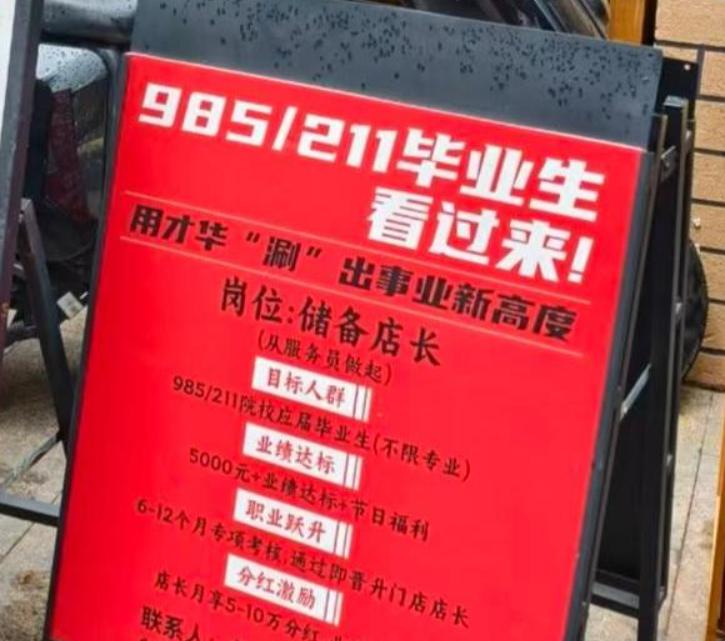 985/211毕业生
看过来!
用才华“涮”出事业新高度
岗位:储备店长
(从服务员做起)
目标人群
985/211院校应届毕业生(不限专业)
业绩达标
5000元+业绩达标+节日福利
职业跃升
6-12个月专项考核,通过即晋升门店店长
分红激励
店长月享5-10万分红
联系人